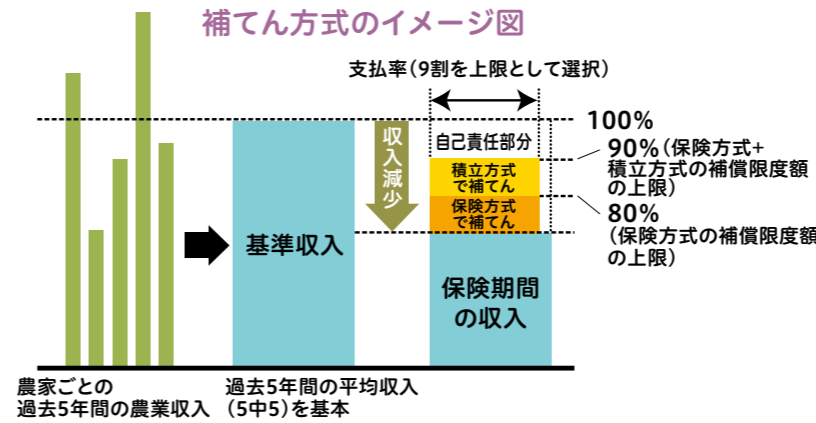 補てん方式のイメージ図
支払率（9割を上限として選択）
100%
自己責任部分
90%（保険方式＋
積立方式の補償限度額
の上限）
収入減少
積立方式
で補てん
保険方式
で補てん
80%
（保険方式の補償限度額
の上限）
基準収入
保険期間
の収入
農家ごとの
過去5年間の農業収入
過去5年間の平均収入
（5中5）を基本